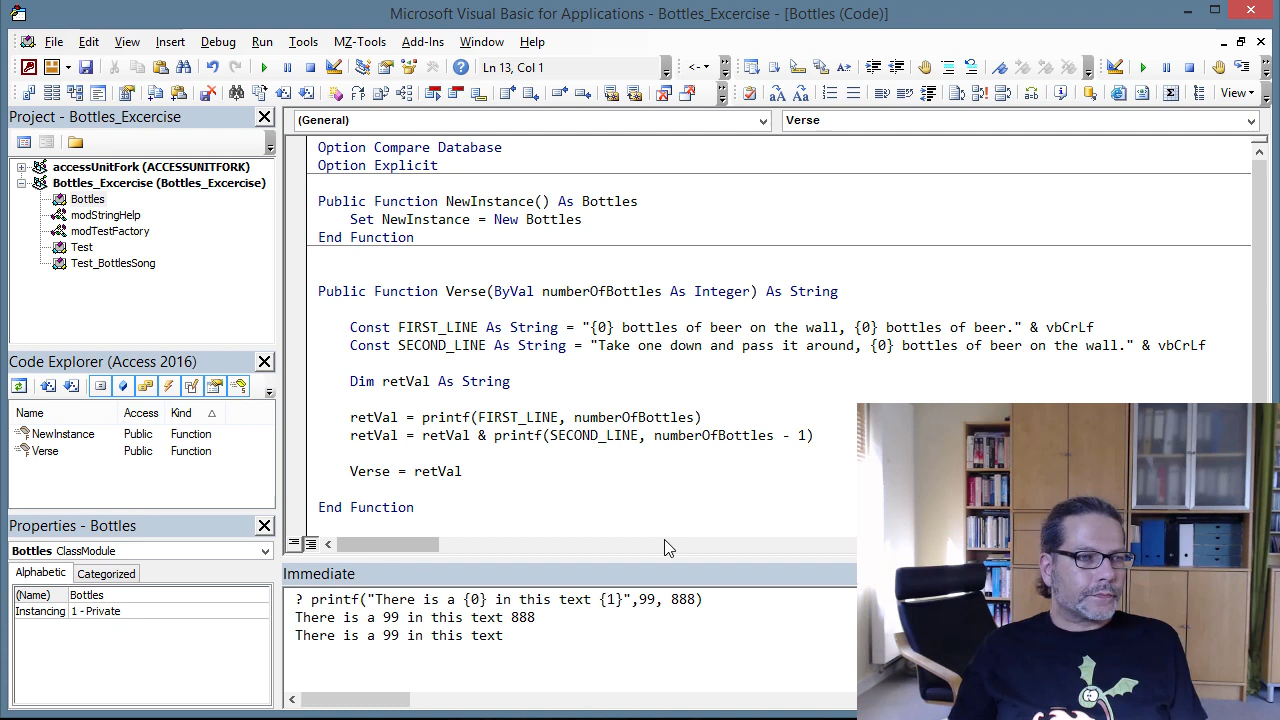 Microsoft Visual Basic for Applications - Bottles_Excercise - [Bottles (Code)]
File Edit View Insert Format Debug Run Tools MZ-Tools Add-Ins Window Help
Ln 13, Col 1
<-
View
Project - Bottles_Excercise
accessUnitFork (ACCESSUNITFORK)
Bottles_Excercise (Bottles_Excercise)
Bottles
modStringHelp
modTestFactory
Test
Test_BottlesSong
Code Explorer (Access 2016)
Name Access Kind
NewInstance Public Function
Verse Public Function
Properties - Bottles
Bottles ClassModule
Alphabetic Categorized
(Name) Bottles
Instancing 1 - Private
(General) Verse
Option Compare Database
Option Explicit
Public Function NewInstance() As Bottles
Set NewInstance = New Bottles
End Function
Public Function Verse(ByVal numberOfBottles As Integer) As String
Const FIRST_LINE As String = "{0} bottles of beer on the wall, {0} bottles of beer." & vbCrLf
Const SECOND_LINE As String = "Take one down and pass it around, {0} bottles of beer on the wall." & vbCrLf
Dim retVal As String
retVal = printf(FIRST_LINE, numberOfBottles)
retVal = retVal & printf(SECOND_LINE, numberOfBottles - 1)
Verse = retVal
End Function
Immediate
? printf("There is a {0} in this text {1}",99, 888)
There is a 99 in this text 888
There is a 99 in this text